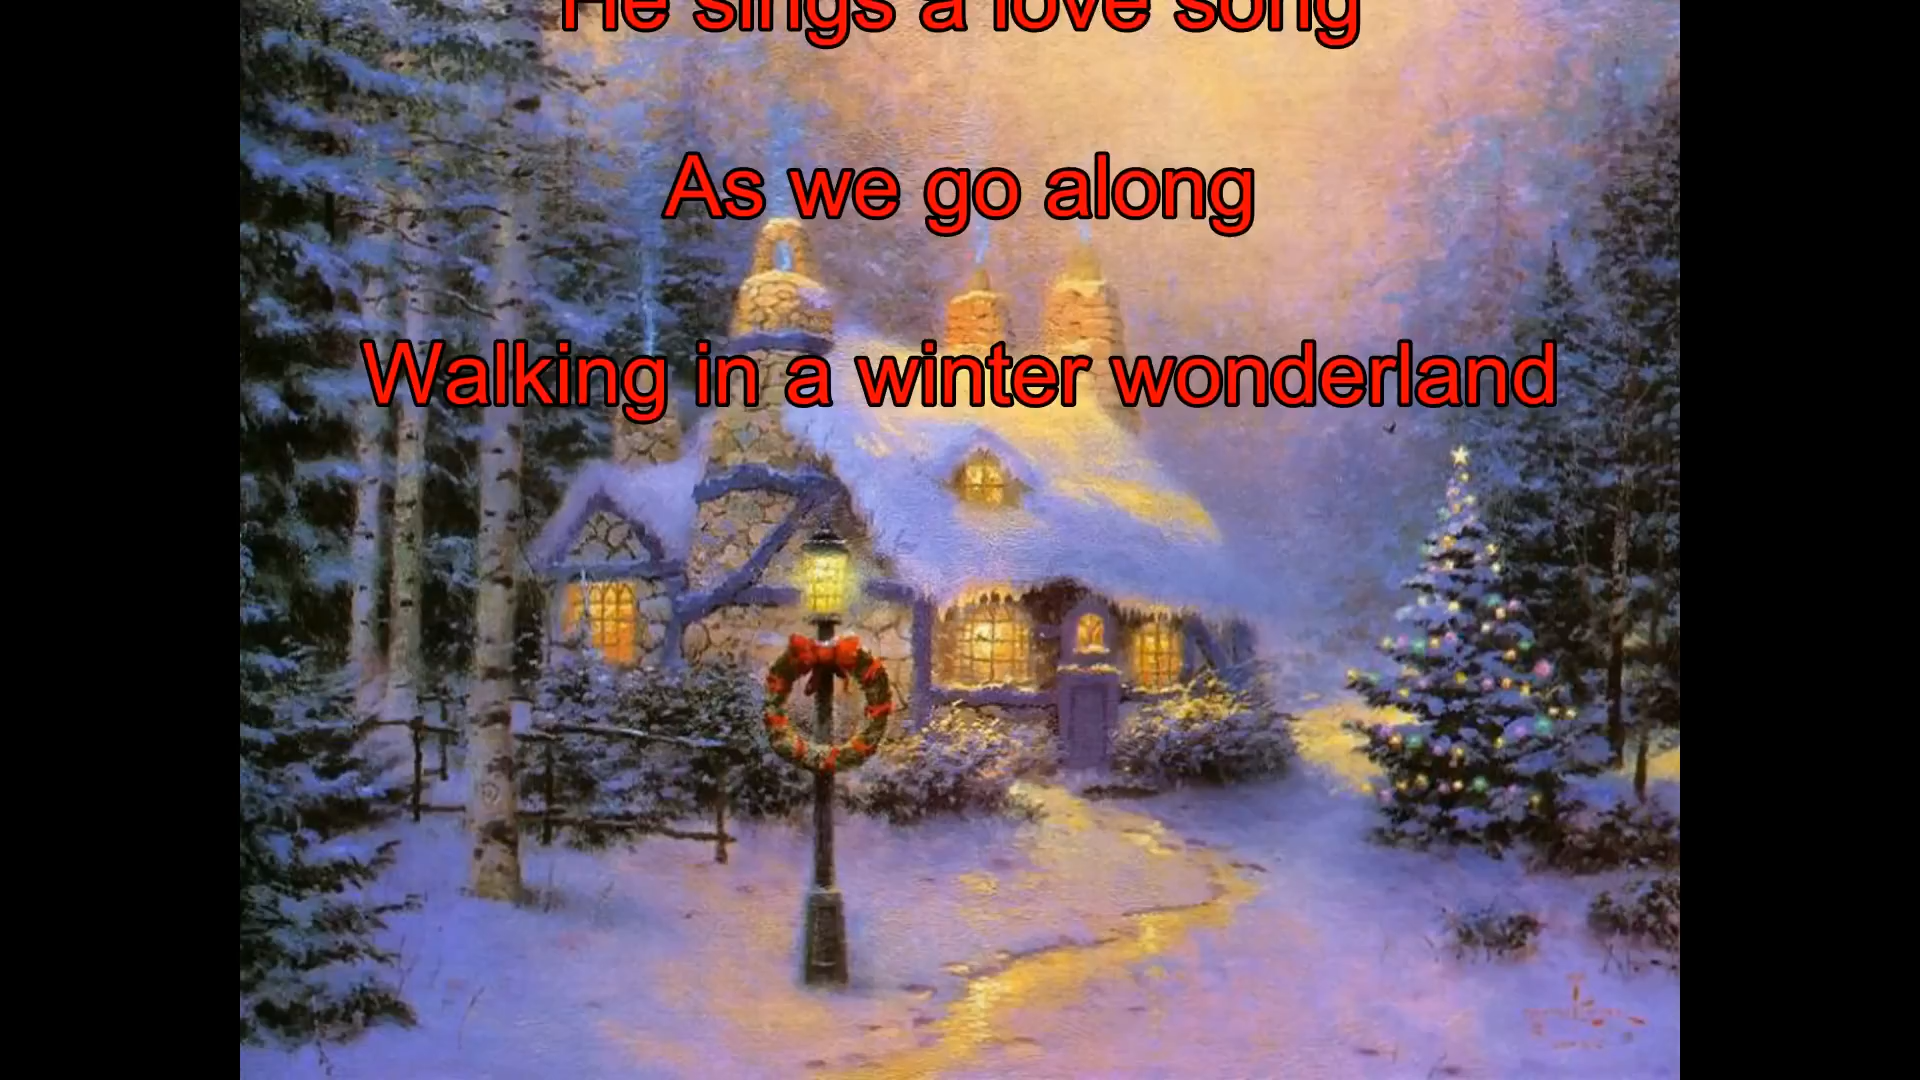 He sings a love song
As we go along
Walking in a winter wonderland